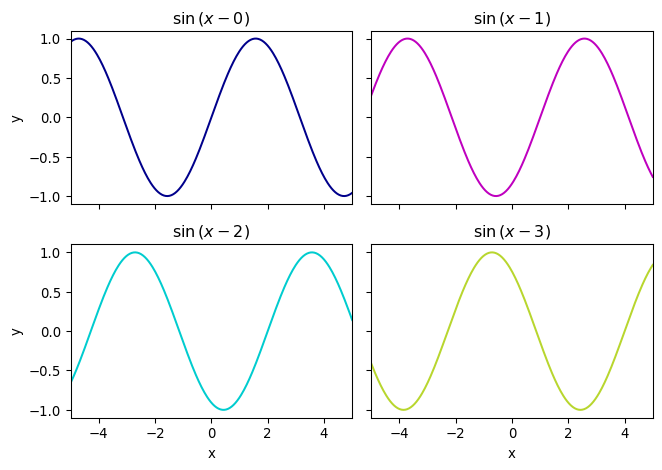 sin (x − 0)
sin (x − 1)
1.0
0.5
0.0
−0.5
−1.0
y
sin (x − 2)
sin (x − 3)
1.0
0.5
0.0
−0.5
−1.0
y
−4 −2 0 2 4
−4 −2 0 2 4
x
x